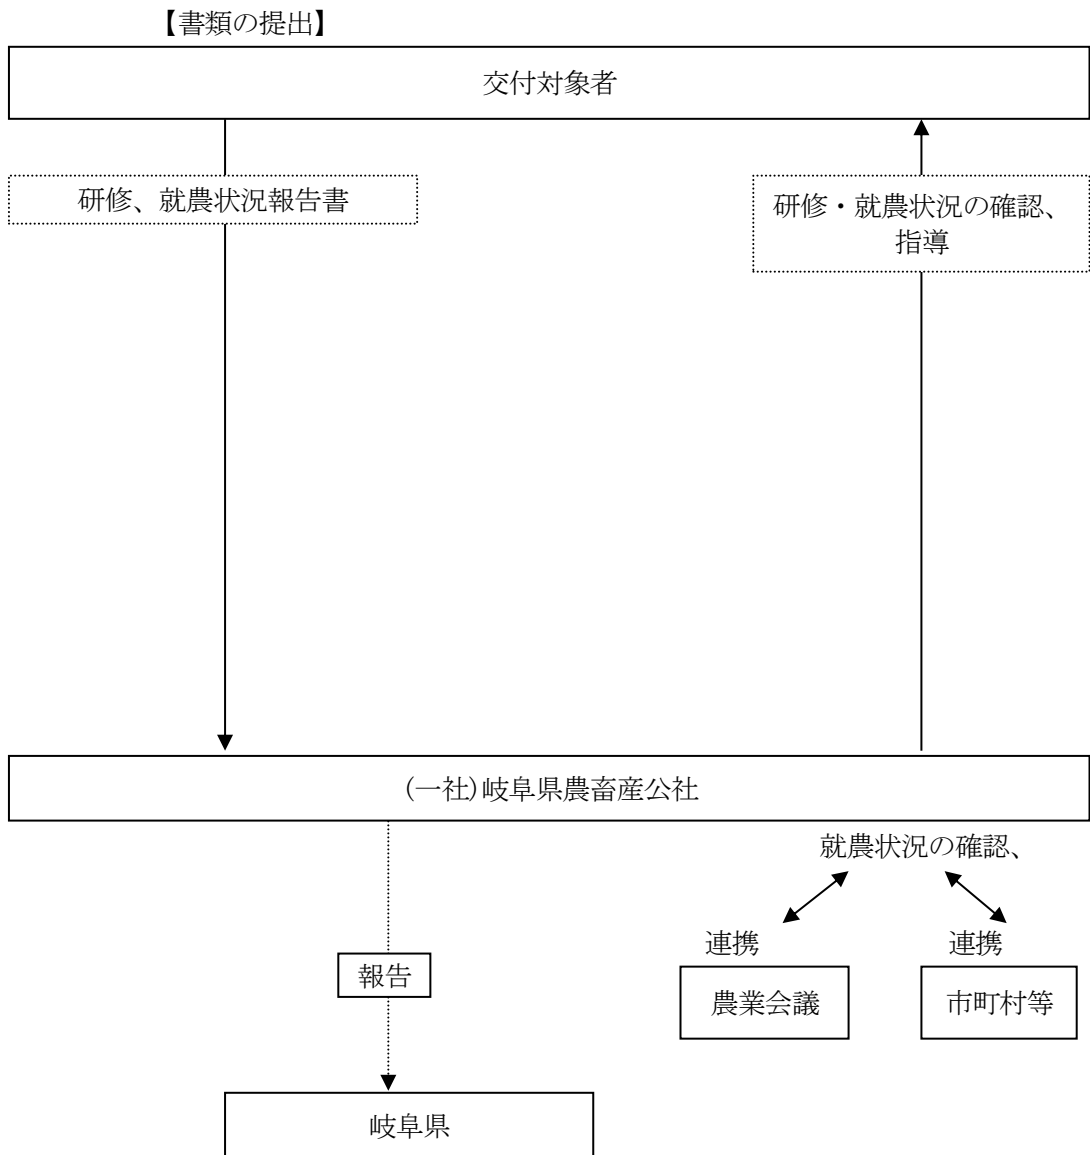 【書類の提出】
交付対象者
研修、就農状況報告書
研修・就農状況の確認、
指導
(一社)岐阜県農畜産公社
就農状況の確認、
連携
連携
報告
農業会議
市町村等
岐阜県